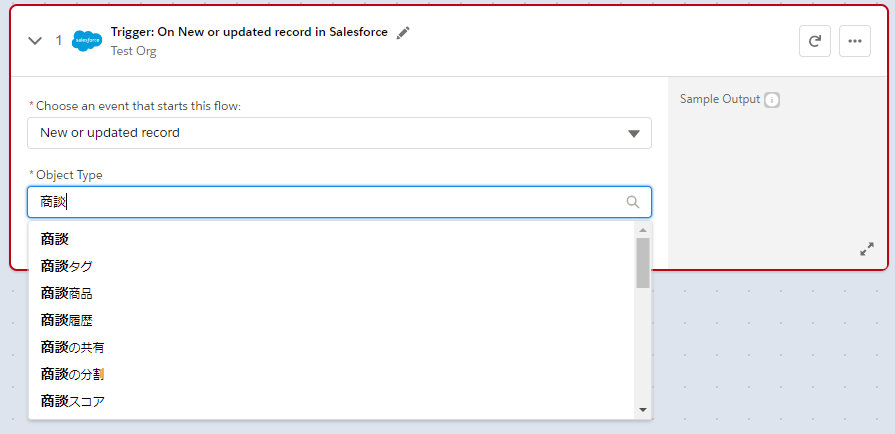 1 salesforce Trigger: On New or updated record in Salesforce
Test Org
*Choose an event that starts this flow:
New or updated record
*Object Type
商談
商談
商談タグ
商談商品
商談履歴
商談の共有
商談の分割
商談スコア
Sample Output i